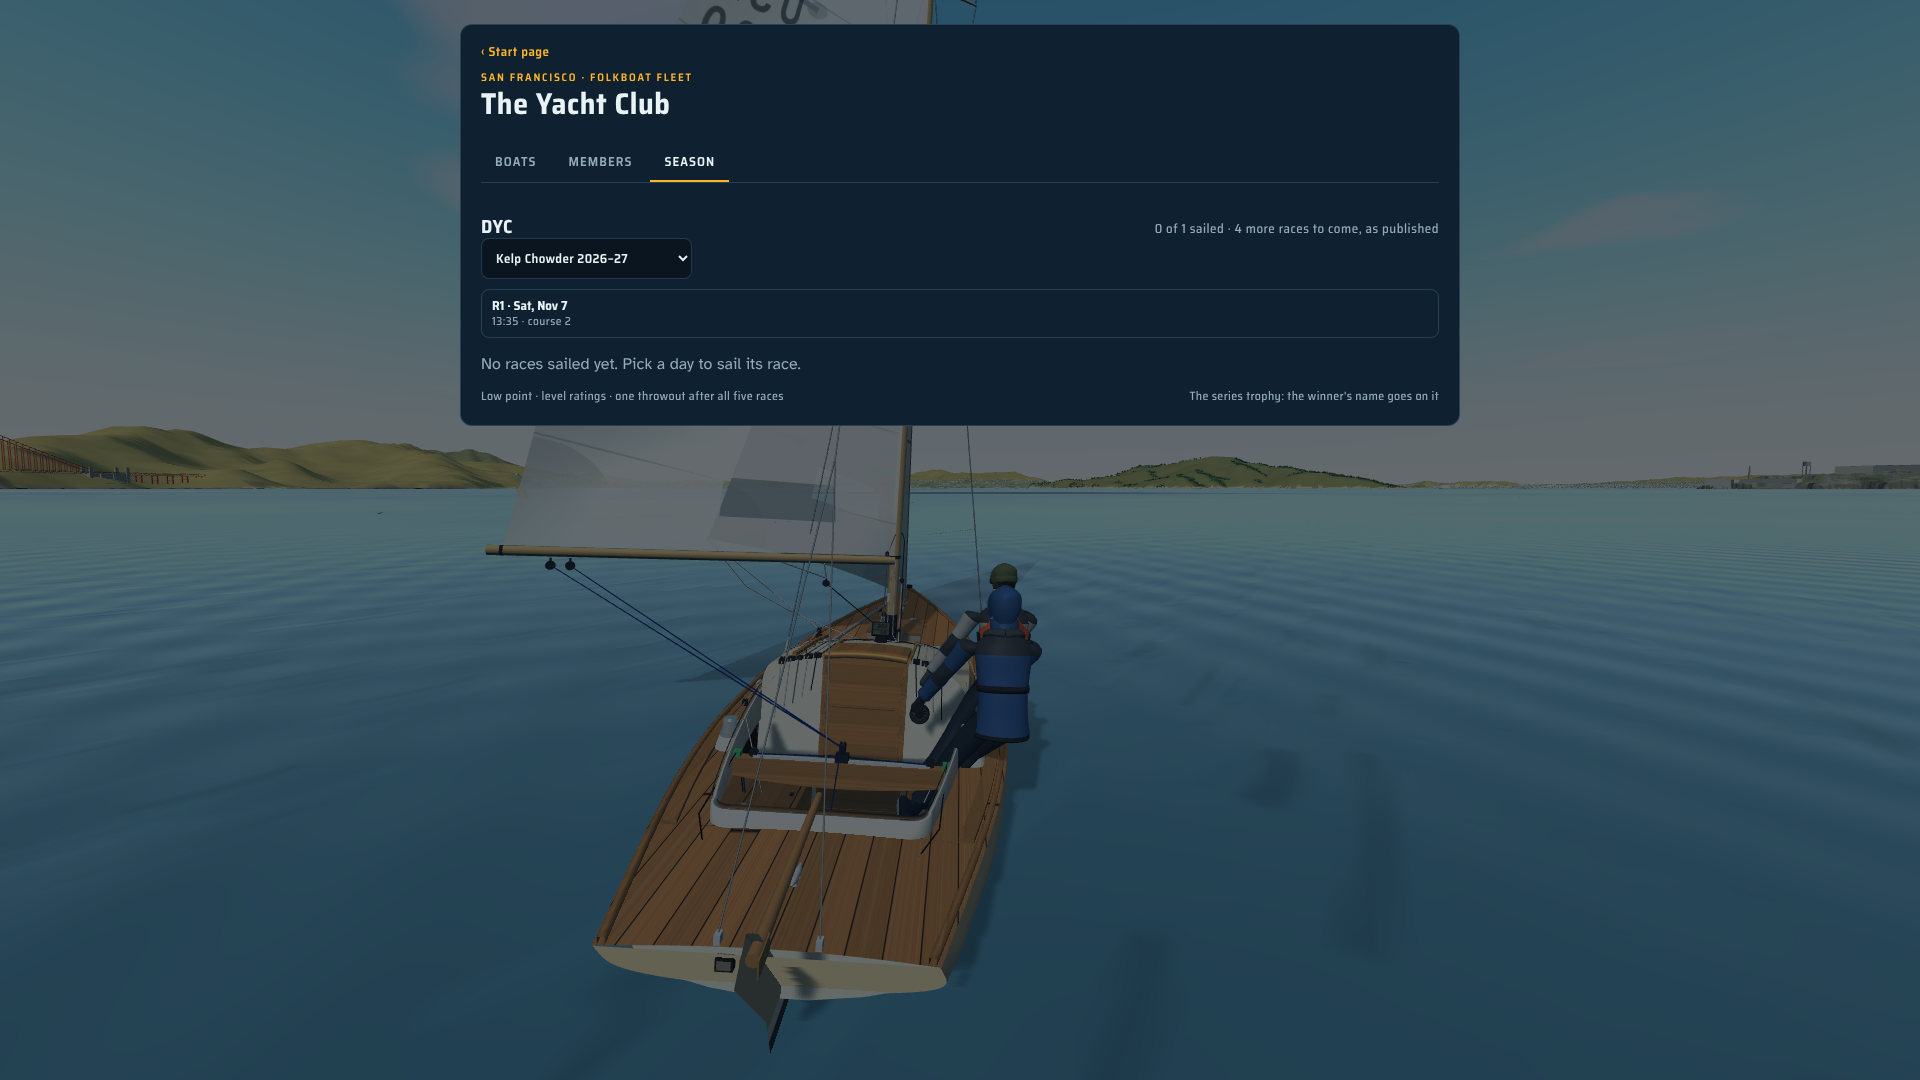 ‹ Start page
SAN FRANCISCO · FOLKBOAT FLEET
The Yacht Club
BOATS MEMBERS SEASON
DYC
0 of 1 sailed · 4 more races to come, as published
Kelp Chowder 2026–27
R1 · Sat, Nov 7
13:35 · course 2
No races sailed yet. Pick a day to sail its race.
Low point · level ratings · one throwout after all five races
The series trophy: the winner's name goes on it